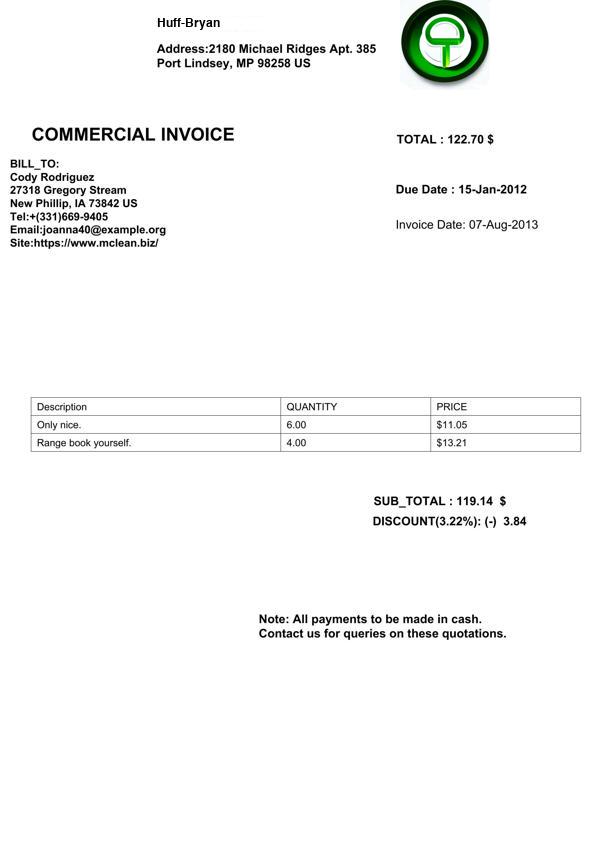 Huff-Bryan
Address:2180 Michael Ridges Apt. 385
Port Lindsey, MP 98258 US
COMMERCIAL INVOICE
TOTAL : 122.70 $
BILL_TO:
Cody Rodriguez
27318 Gregory Stream
New Phillip, IA 73842 US
Tel:+(331)669-9405
Email:joanna40@example.org
Site:https://www.mclean.biz/
Due Date : 15-Jan-2012
Invoice Date: 07-Aug-2013
Description QUANTITY PRICE
Only nice. 6.00 $11.05
Range book yourself. 4.00 $13.21
SUB_TOTAL : 119.14 $
DISCOUNT(3.22%): (-) 3.84
Note: All payments to be made in cash.
Contact us for queries on these quotations.